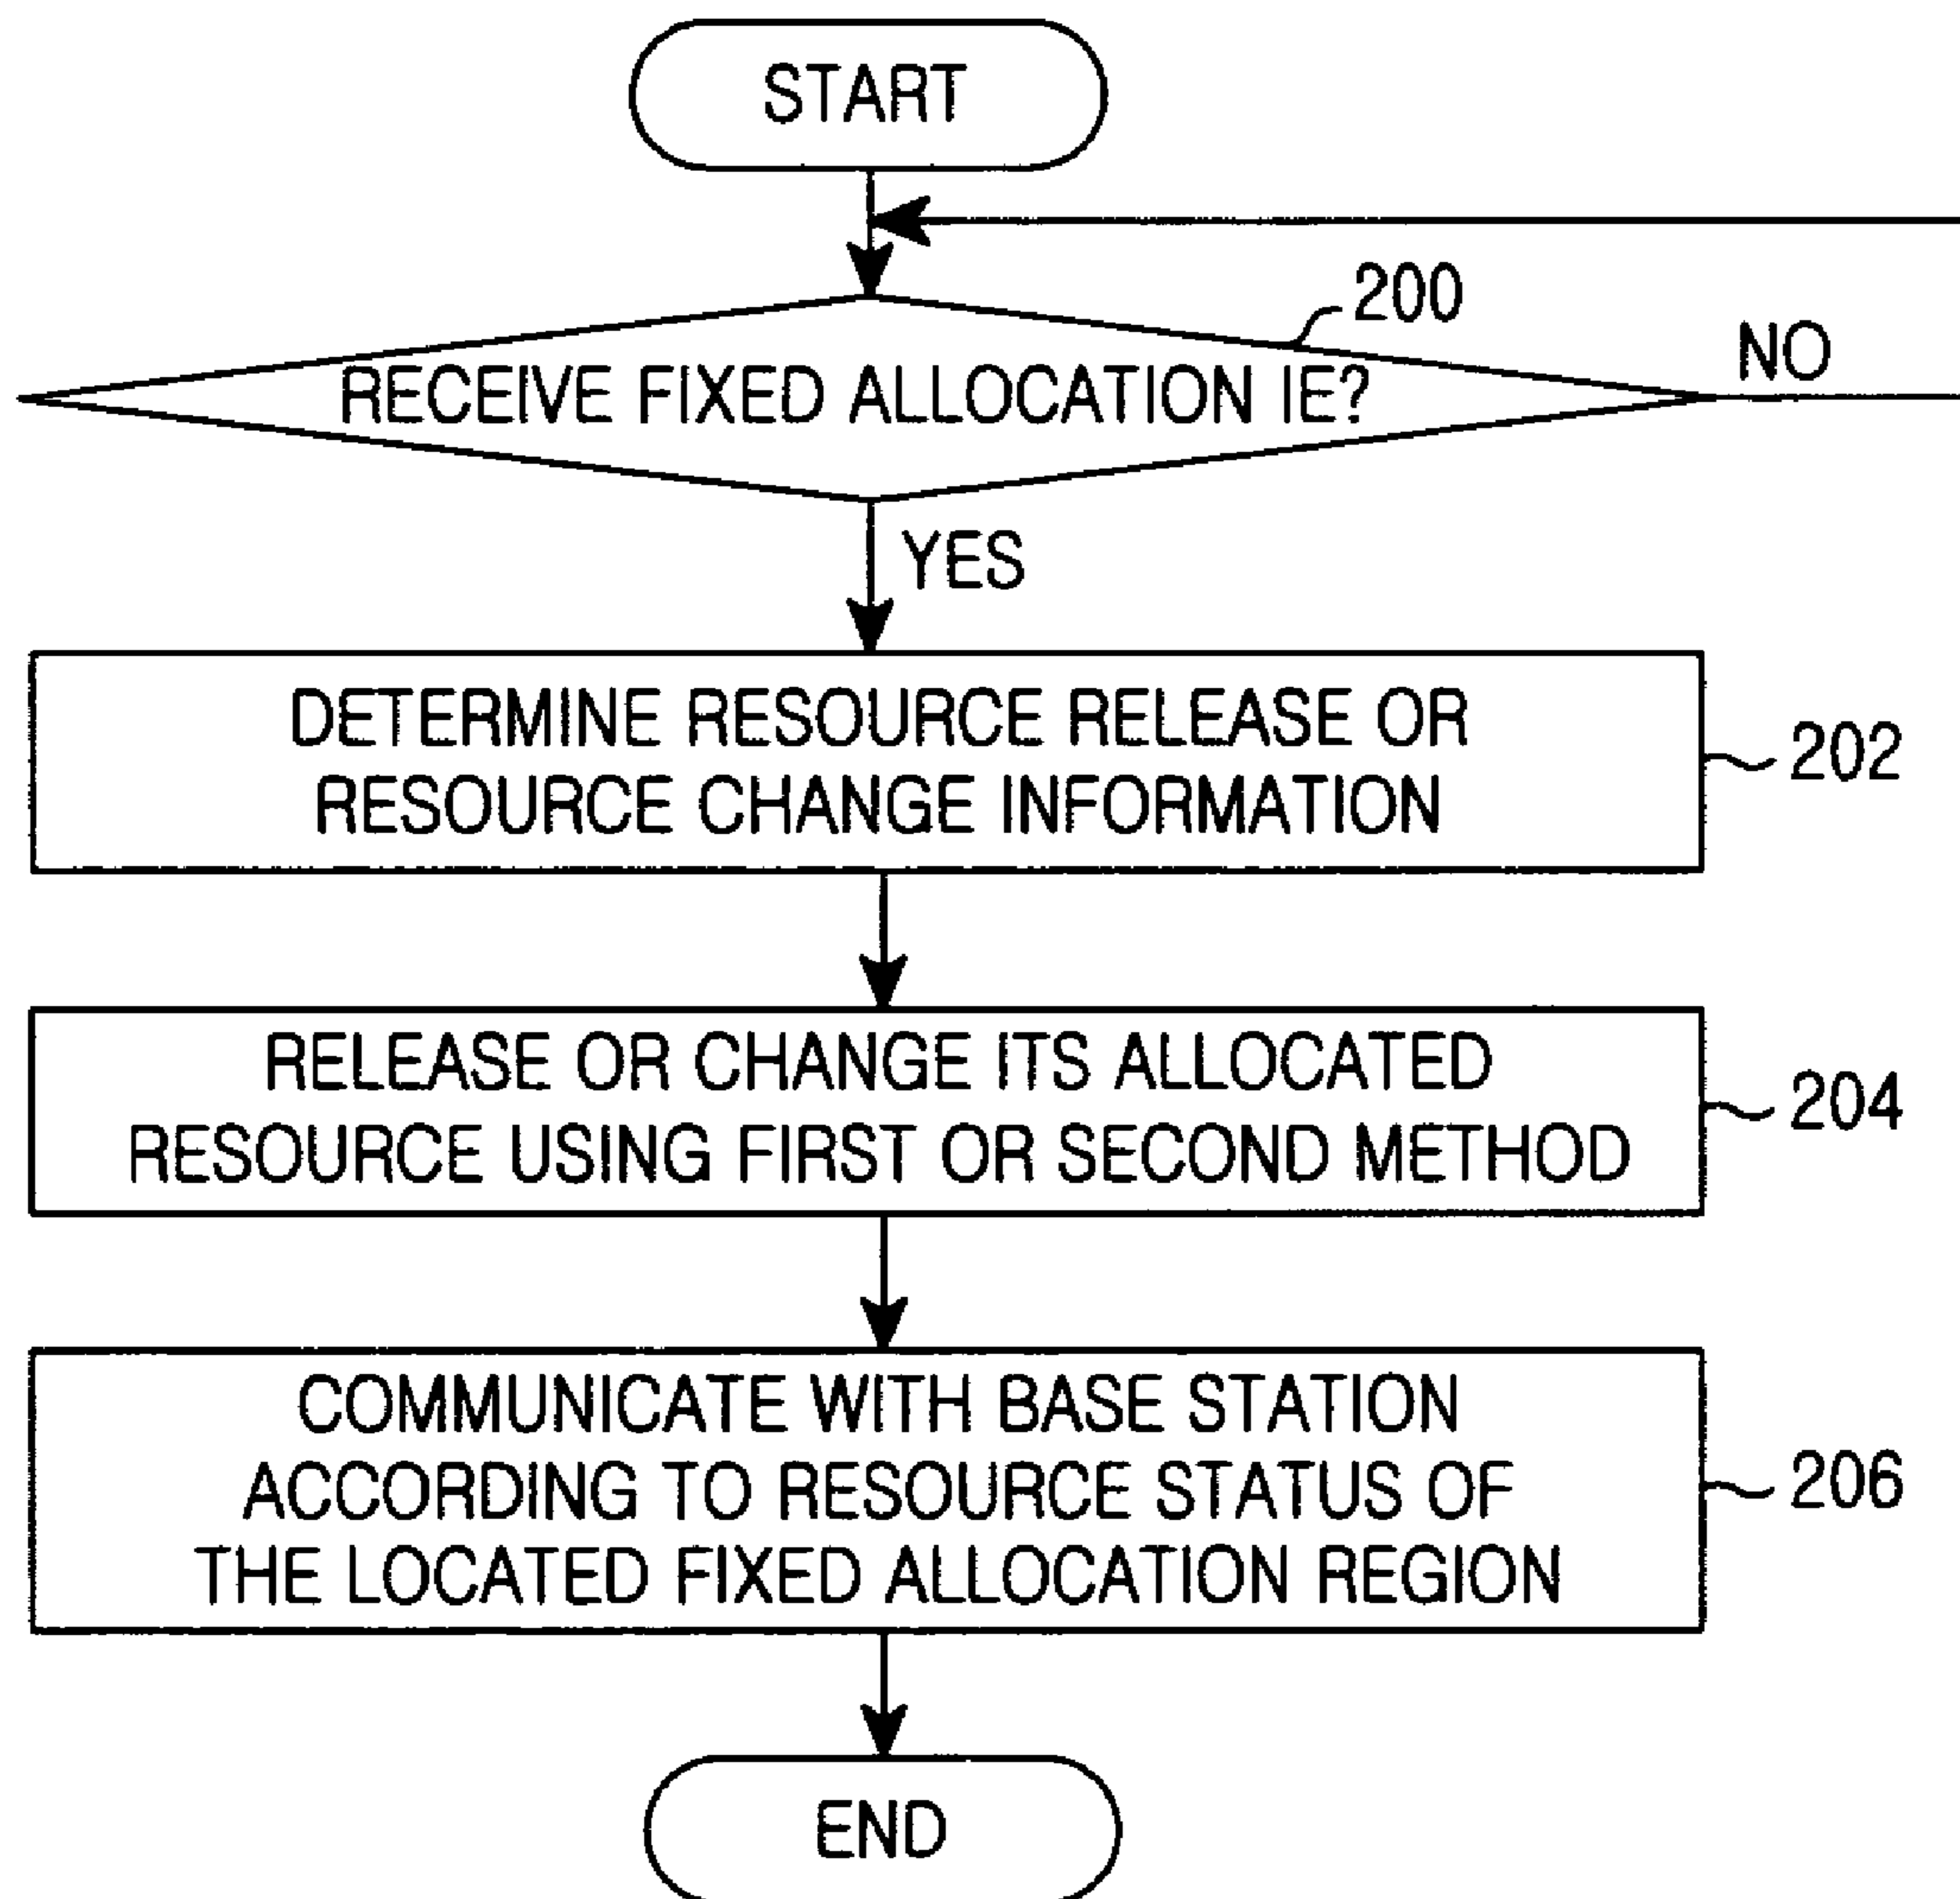 START
200
NO
RECEIVE FIXED ALLOCATION IE?
YES
DETERMINE RESOURCE RELEASE OR
RESOURCE CHANGE INFORMATION
202
RELEASE OR CHANGE ITS ALLOCATED
RESOURCE USING FIRST OR SECOND METHOD
204
COMMUNICATE WITH BASE STATION
ACCORDING TO RESOURCE STATUS OF
THE LOCATED FIXED ALLOCATION REGION
206
END